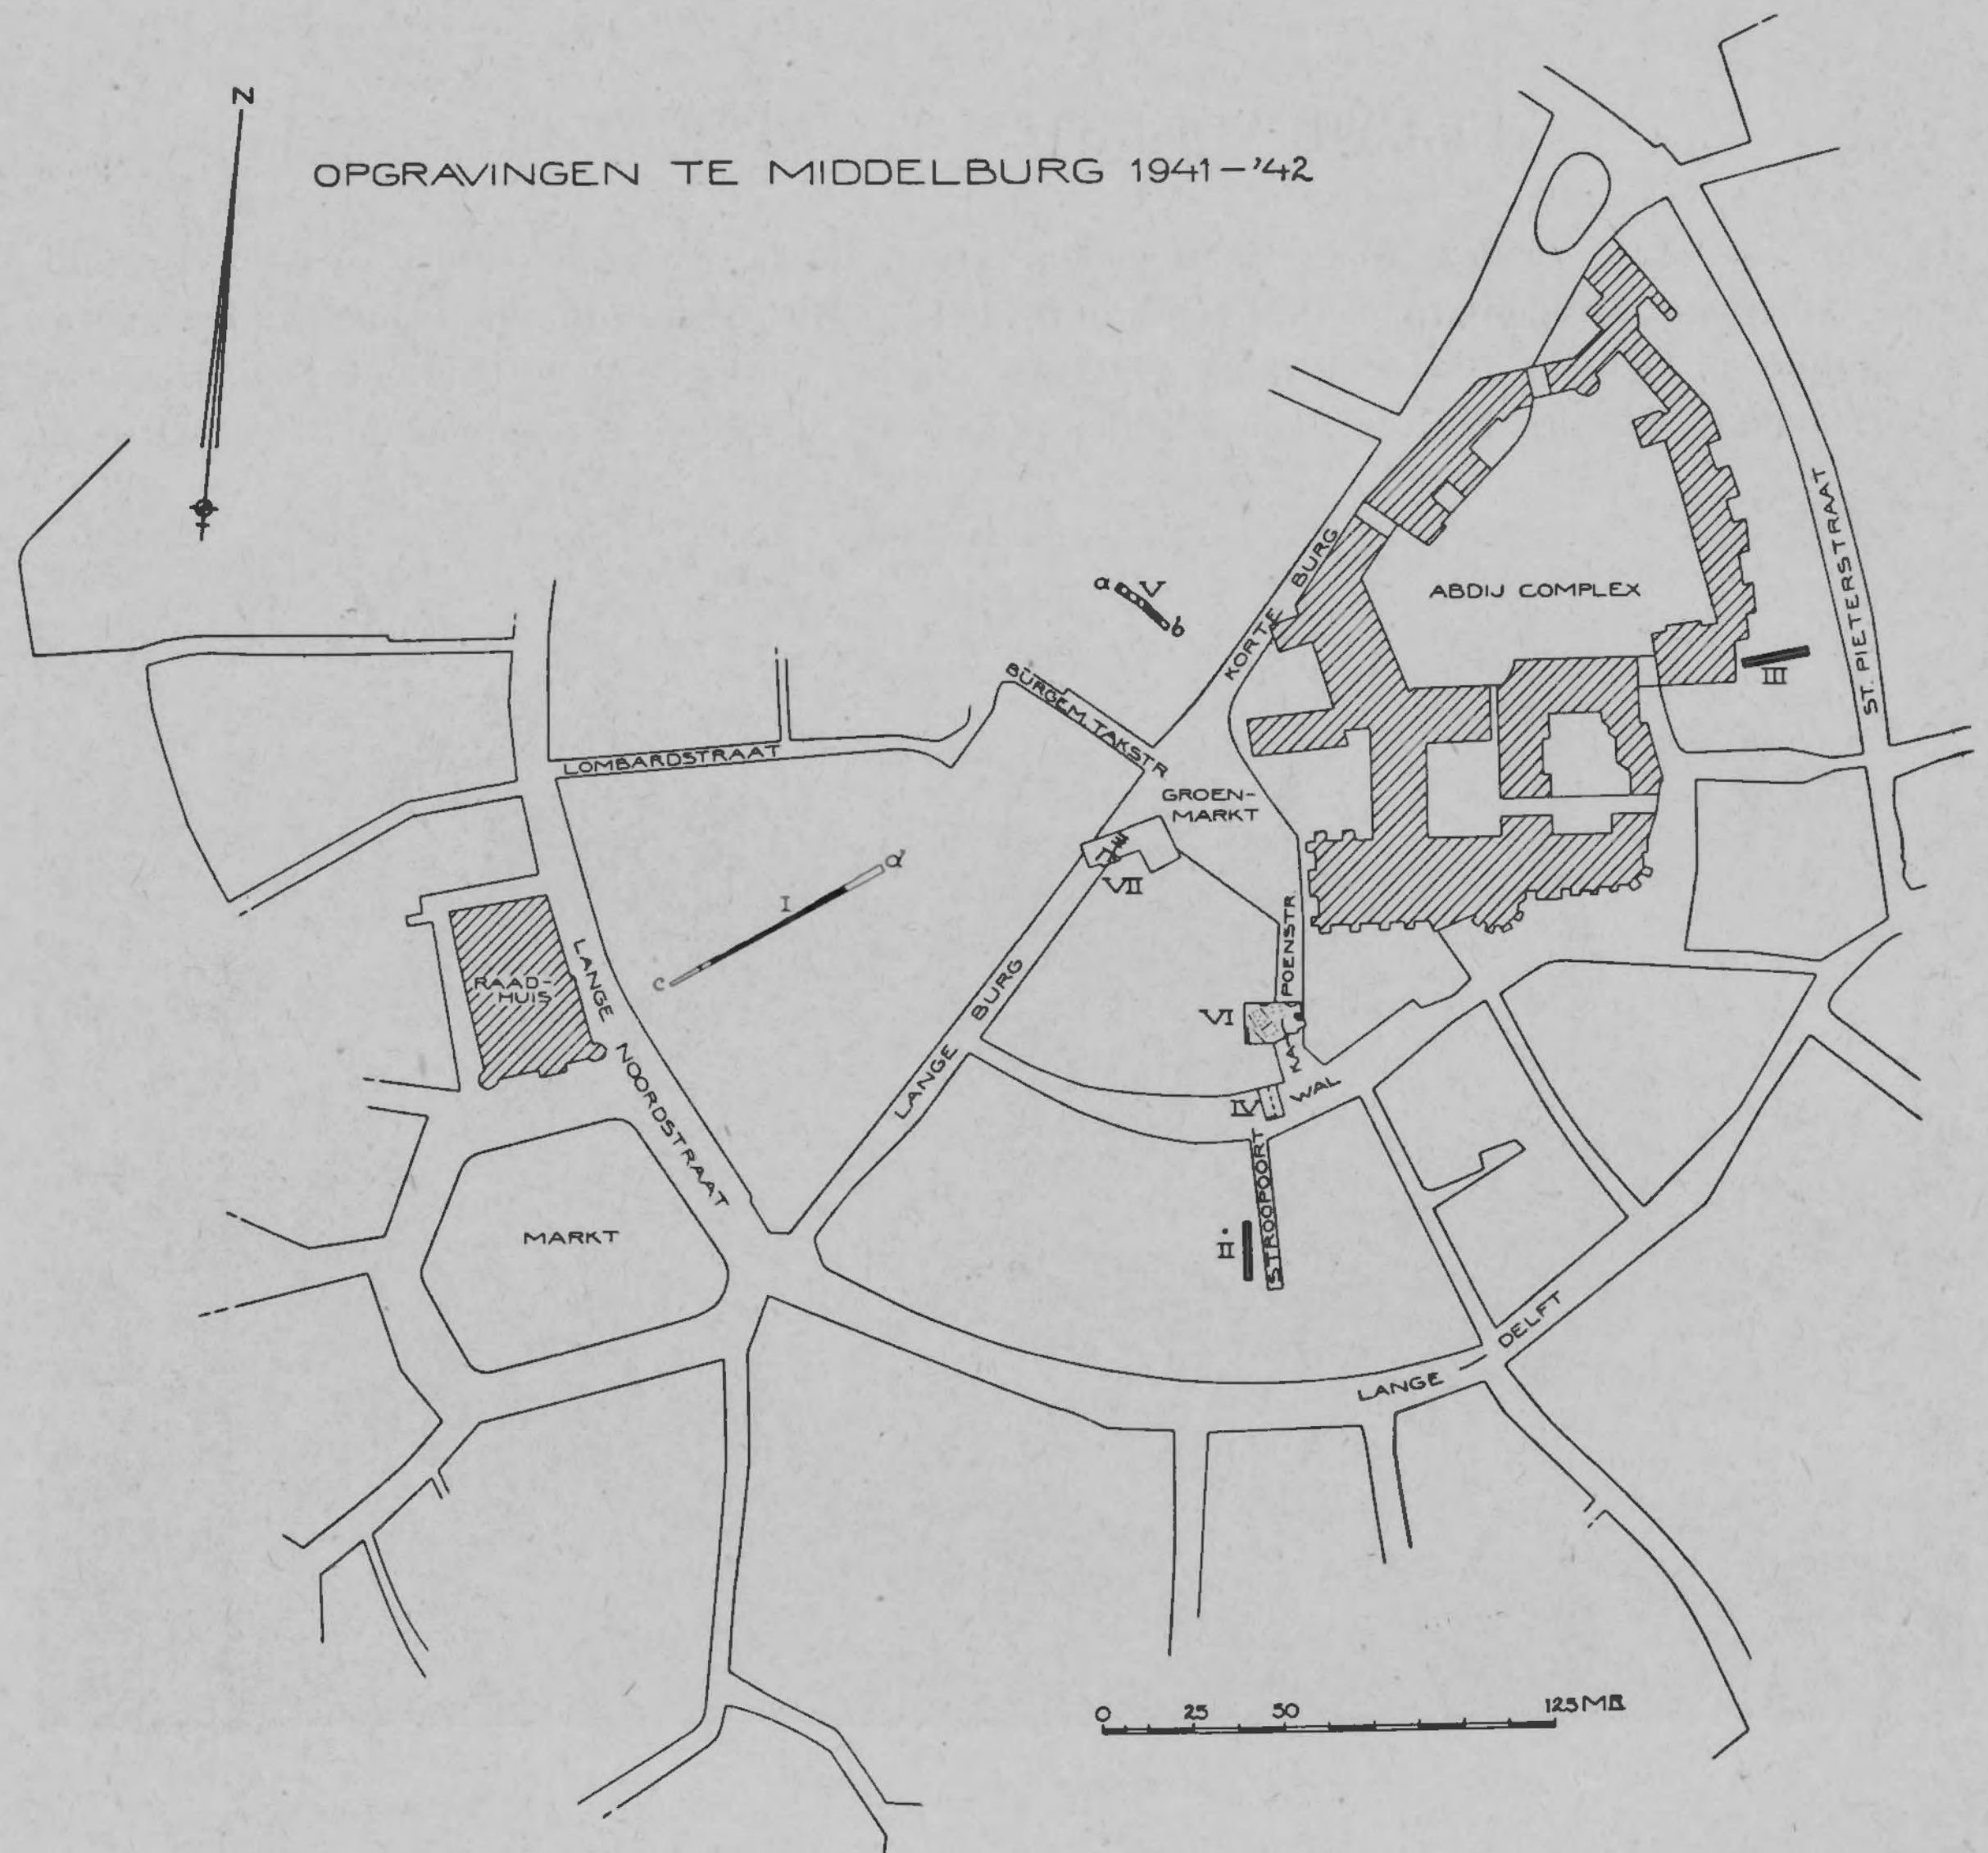 N
OPGRAVINGEN TE MIDDELBURG 1941-'42
ST. PIETERSTRAAT
ABDIJ COMPLEX
KORTE BURG
a V b
III
BURGEM. TAKSTR
LOMBARDSTRAAT
GROEN-
MARKT
VII
I
c
POENSTR.
LANGE NOORDSTRAAT
RAAD-
HUIS
LANGE BURG
VI
KA
WAL
IV
STROOPOORT
II
MARKT
LANGE DELFT
0 25 50 125 M